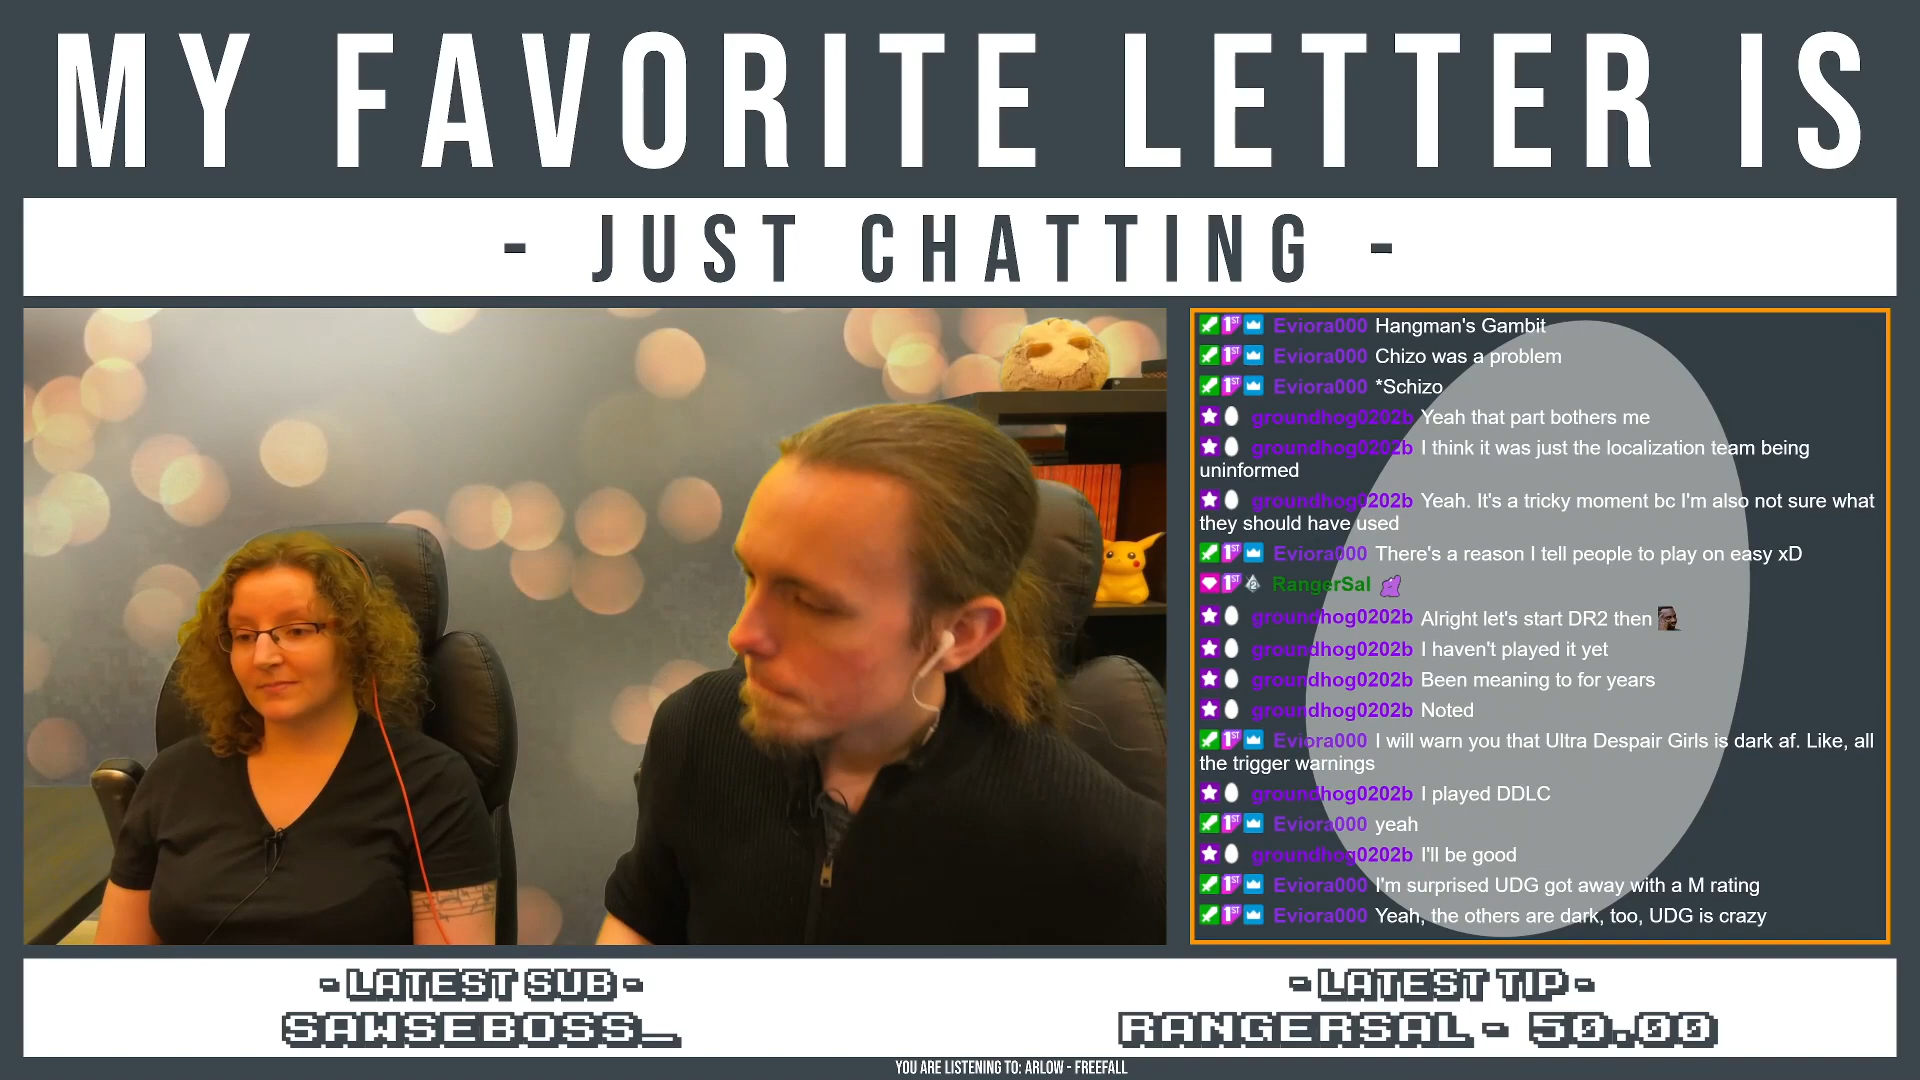 MY FAVORITE LETTER IS
- JUST CHATTING -
Eviora000 Hangman's Gambit
Eviora000 Chizo was a problem
Eviora000 *Schizo
groundhog0202b Yeah that part bothers me
groundhog0202b I think it was just the localization team being
uninformed
groundhog0202b Yeah. It's a tricky moment bc I'm also not sure what
they should have used
Eviora000 There's a reason I tell people to play on easy xD
RangerSal
groundhog0202b Alright let's start DR2 then
groundhog0202b I haven't played it yet
groundhog0202b Been meaning to for years
groundhog0202b Noted
Eviora000 I will warn you that Ultra Despair Girls is dark af. Like, all
the trigger warnings
groundhog0202b I played DDLC
Eviora000 yeah
groundhog0202b I'll be good
Eviora000 I'm surprised UDG got away with a M rating
Eviora000 Yeah, the others are dark, too, UDG is crazy
- LATEST SUB -
SAWSEBOSS_
- LATEST TIP -
RANGERSAL - 50.00
YOU ARE LISTENING TO: ARLOW - FREEFALL